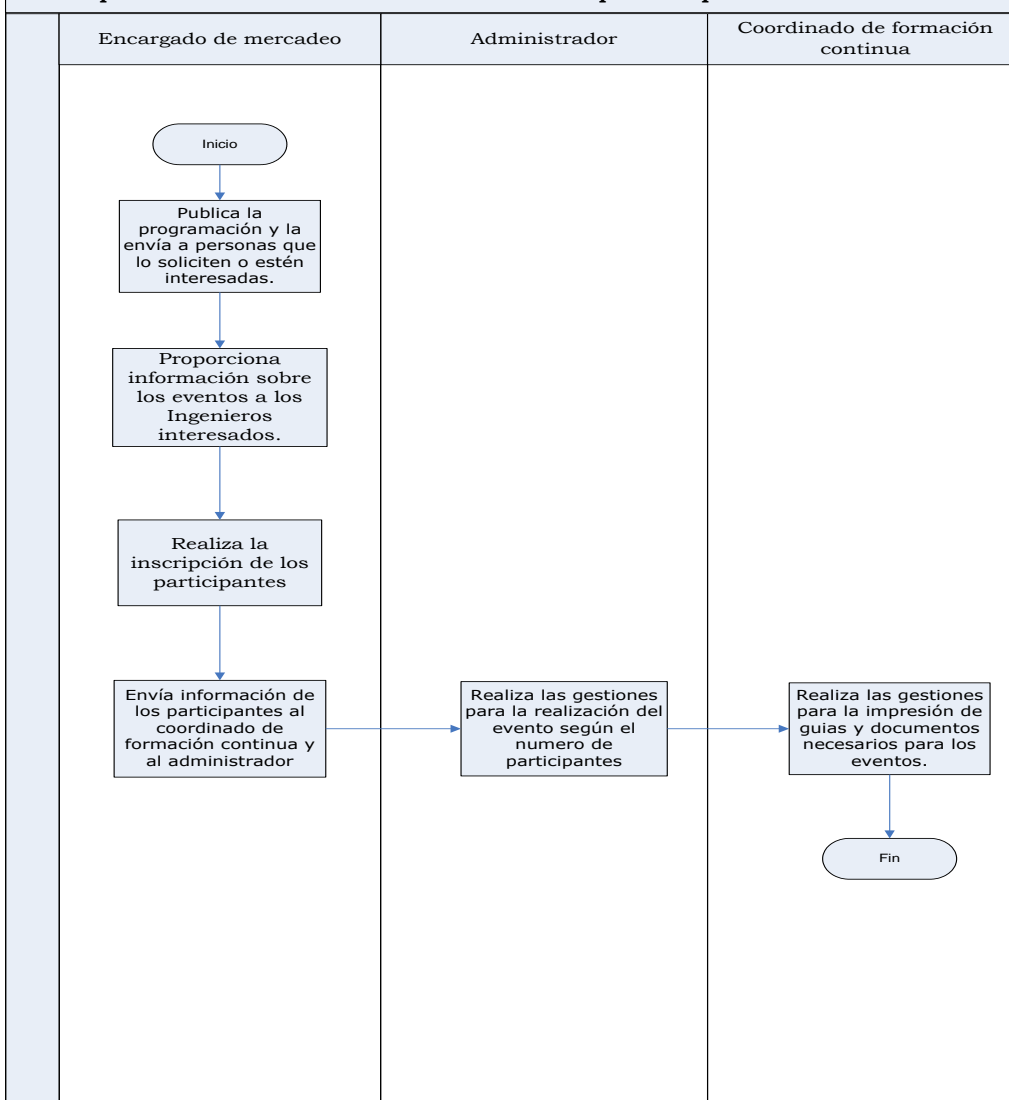 Encargado de mercadeo
Administrador
Coordinado de formación
continua
Inicio
Publica la
programación y la
envía a personas que
lo soliciten o estén
interesadas.
Proporciona
información sobre
los eventos a los
Ingenieros
interesados.
Realiza la
inscripción de los
participantes
Envía información de
los participantes al
coordinado de
formación continua y
al administrador
Realiza las gestiones
para la realización del
evento según el
numero de
participantes
Realiza las gestiones
para la impresión de
guias y documentos
necesarios para los
eventos.
Fin